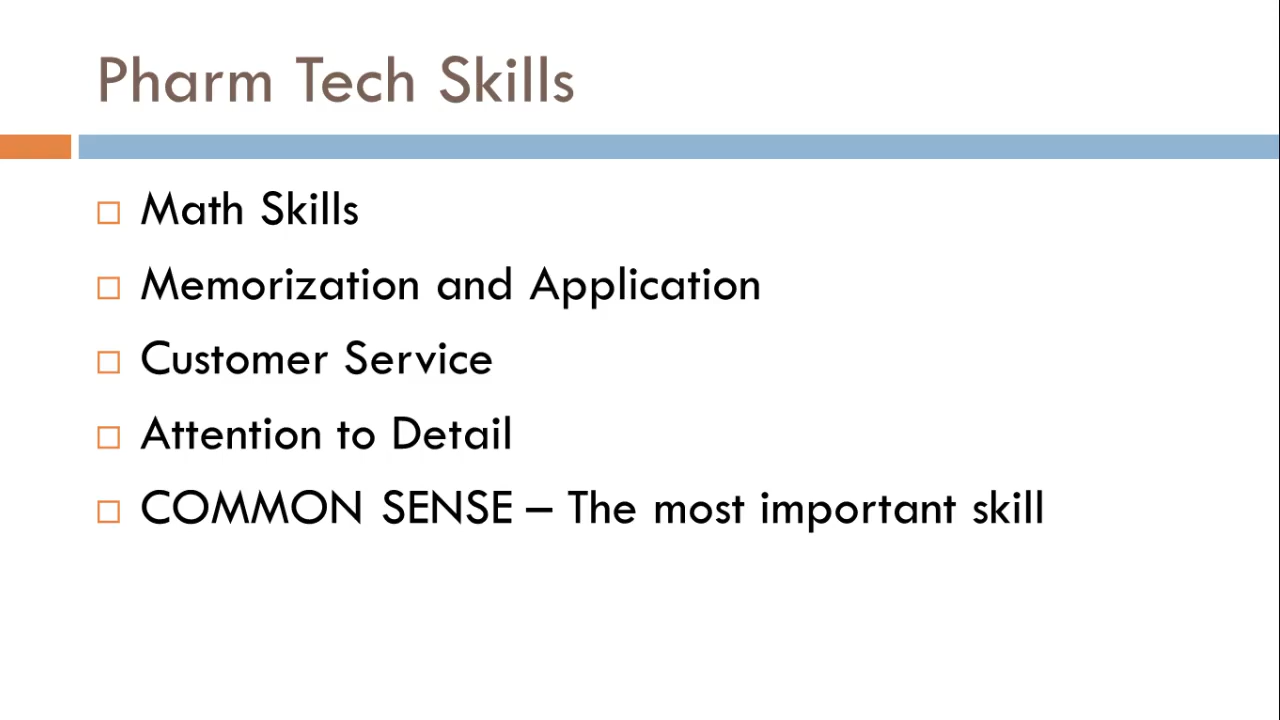 Pharm Tech Skills
Math Skills
Memorization and Application
Customer Service
Attention to Detail
COMMON SENSE – The most important skill